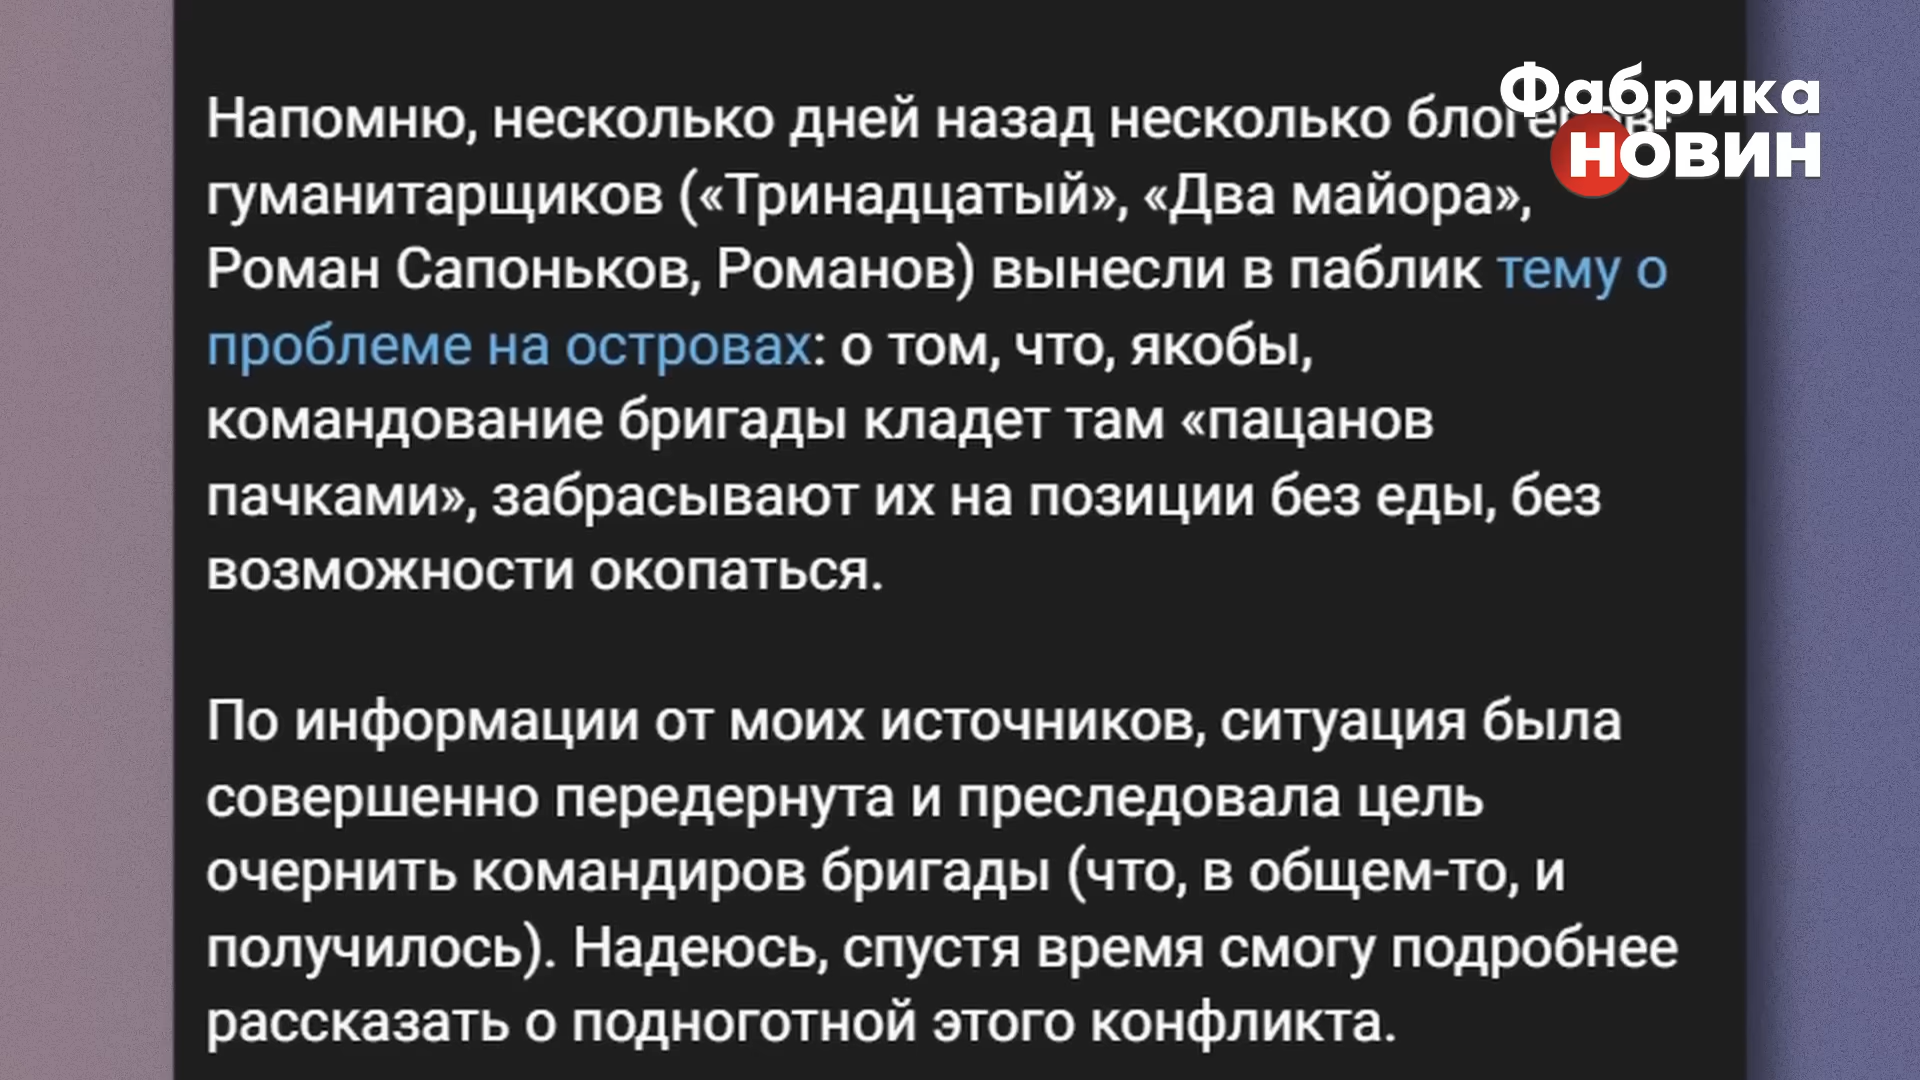 Напомню, несколько дней назад несколько
гуманитарщиков («Тринадцатый», «Два майора»,
Роман Сапоньков, Романов) вынесли в паблик тему о
проблеме на островах: о том, что, якобы,
командование бригады кладет там «пацанов
пачками», забрасывают их на позиции без еды, без
возможности окопаться.
По информации от моих источников, ситуация была
совершенно передернута и преследовала цель
очернить командиров бригады (что, в общем-то, и
получилось). Надеюсь, спустя время смогу подробнее
рассказать о подноготной этого конфликта.
Фабрика
новин